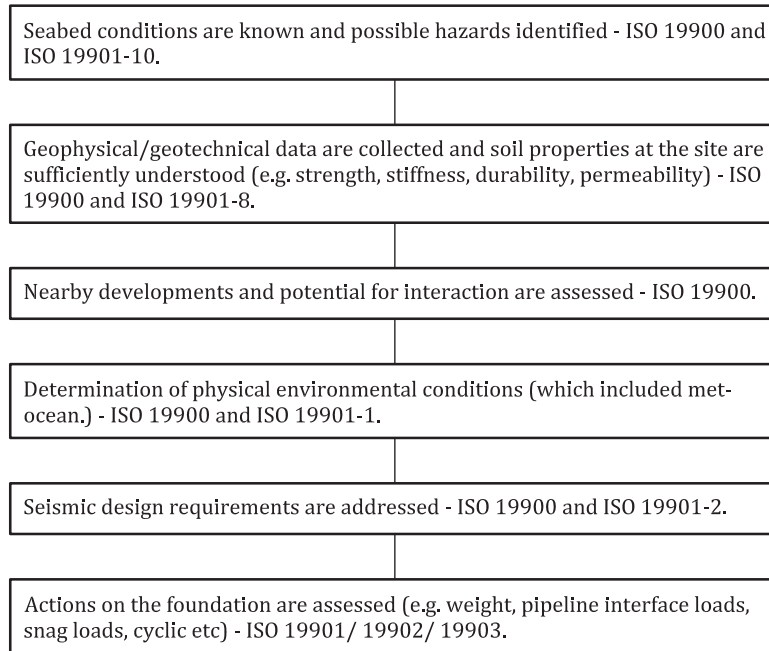 Seabed conditions are known and possible hazards identified - ISO 19900 and
ISO 19901-10.
Geophysical/geotechnical data are collected and soil properties at the site are
sufficiently understood (e.g. strength, stiffness, durability, permeability) - ISO
19900 and ISO 19901-8.
Nearby developments and potential for interaction are assessed - ISO 19900.
Determination of physical environmental conditions (which included met-
ocean.) - ISO 19900 and ISO 19901-1.
Seismic design requirements are addressed - ISO 19900 and ISO 19901-2.
Actions on the foundation are assessed (e.g. weight, pipeline interface loads,
snag loads, cyclic etc) - ISO 19901/ 19902/ 19903.